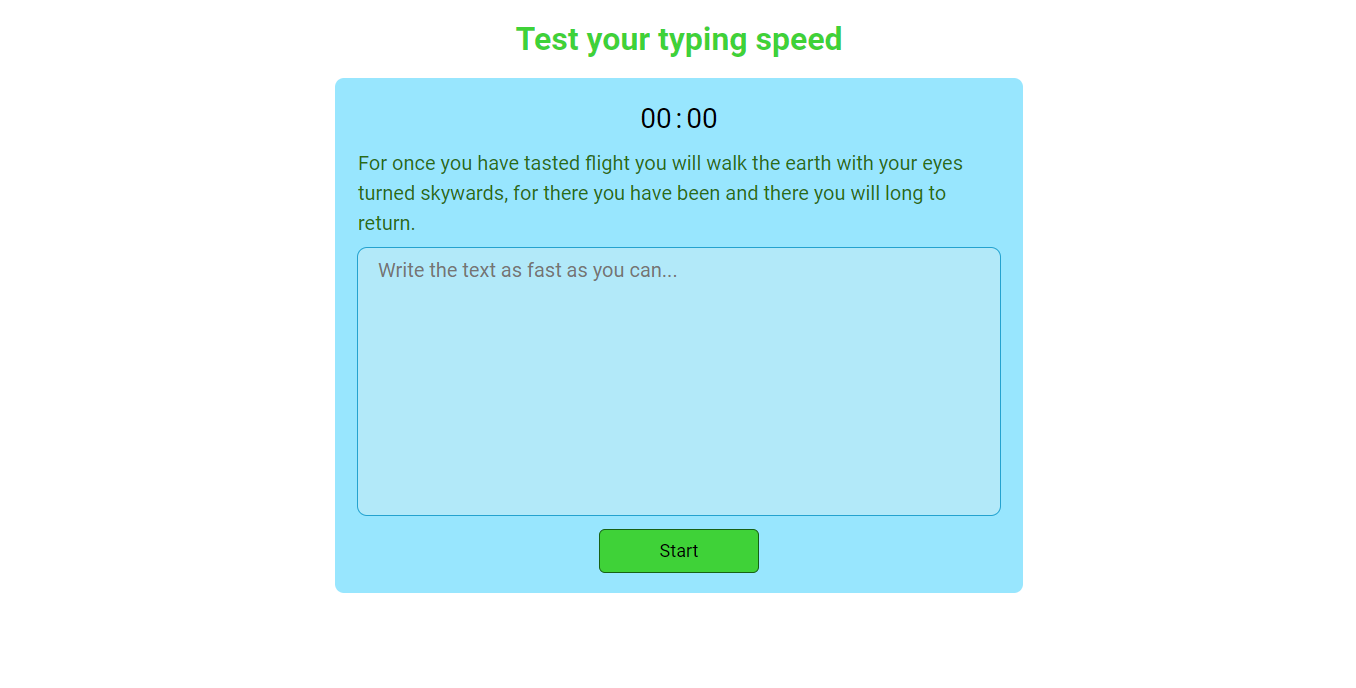 Test your typing speed
00:00
For once you have tasted flight you will walk the earth with your eyes
turned skywards, for there you have been and there you will long to
return.
Write the text as fast as you can...
Start